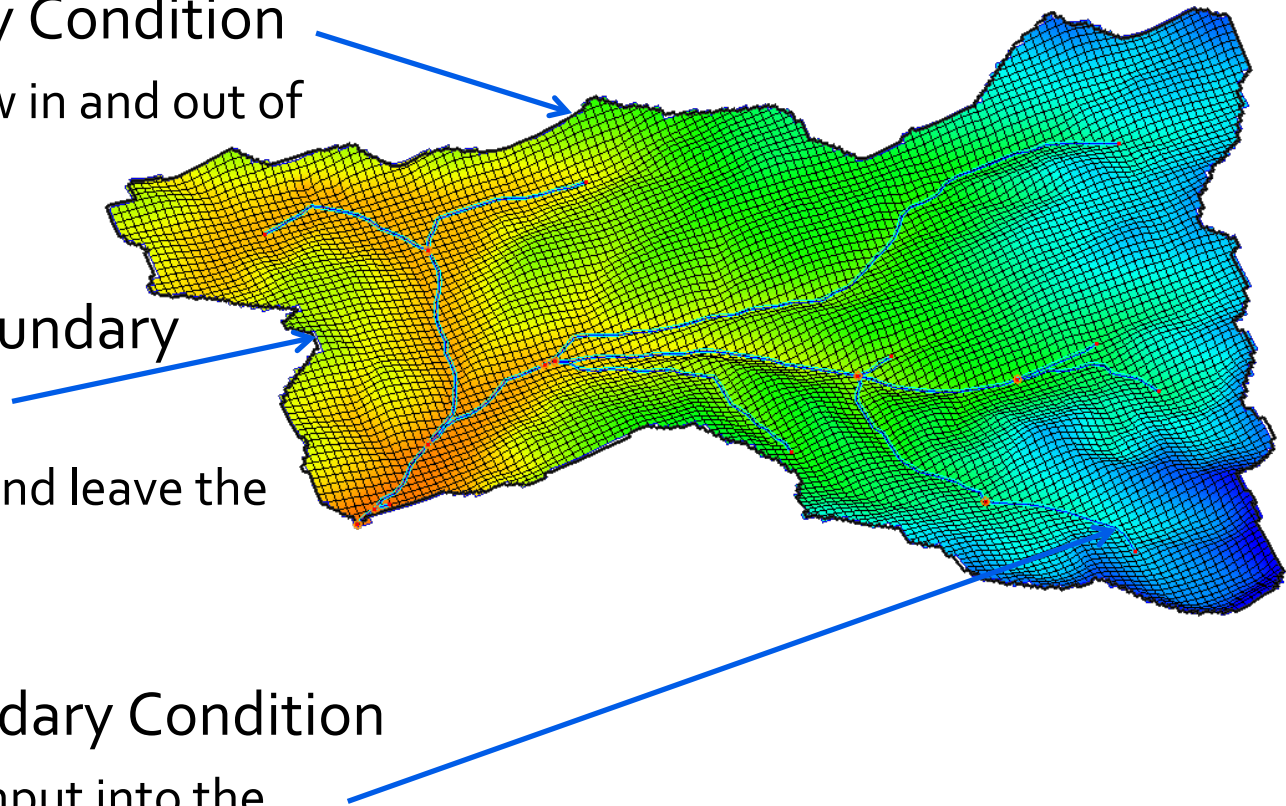 y Condition
w in and out of
undary
nd leave the
dary Condition
nput into the